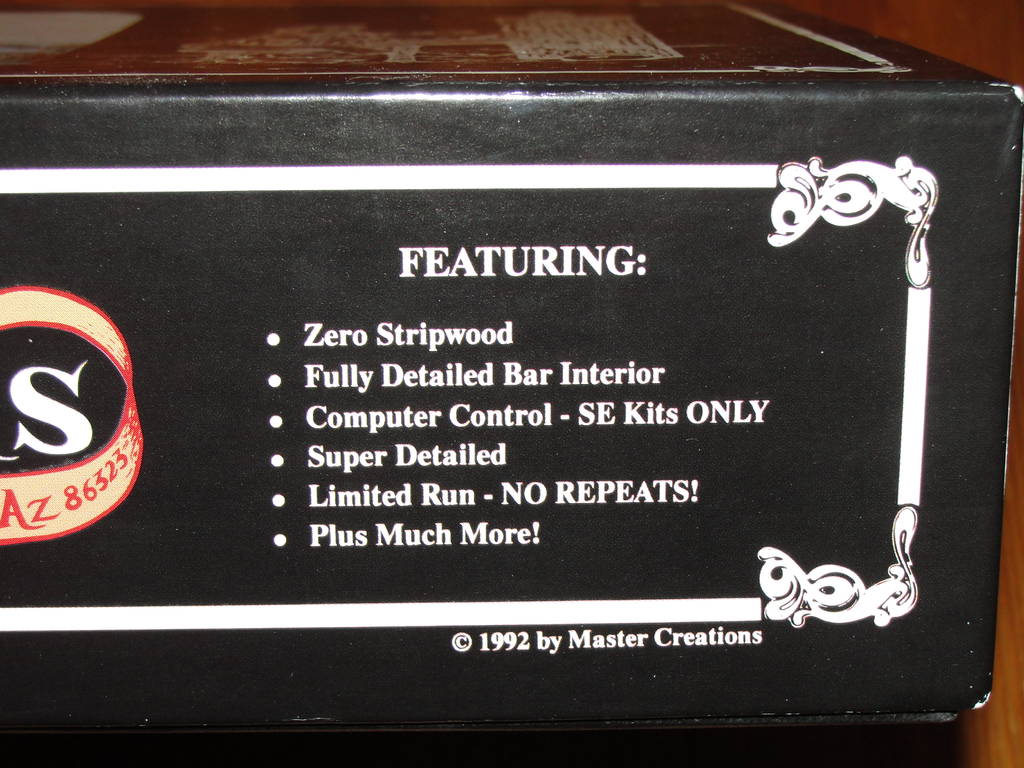 FEATURING:
• Zero Stripwood
• Fully Detailed Bar Interior
• Computer Control - SE Kits ONLY
• Super Detailed
• Limited Run - NO REPEATS!
• Plus Much More!
S
AZ 86323
© 1992 by Master Creations